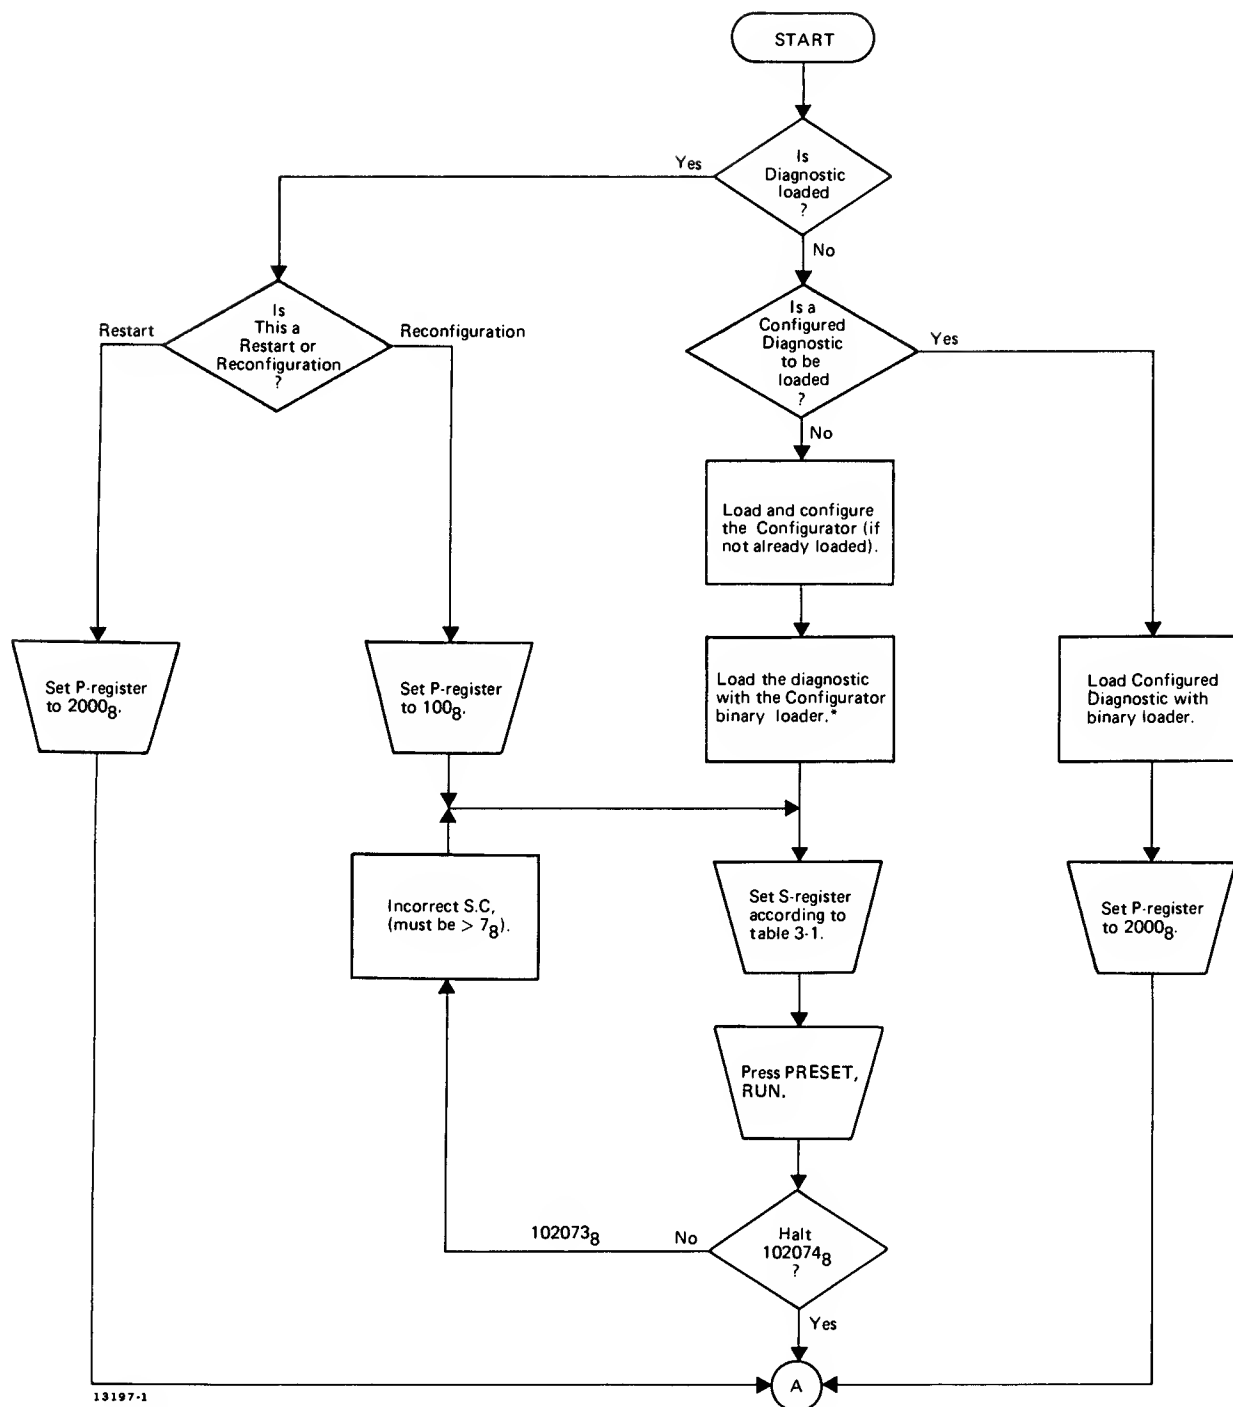 START
Is
Diagnostic
loaded
?
Yes
No
Is
This a
Restart or
Reconfiguration
?
Restart
Reconfiguration
Is a
Configured
Diagnostic
to be
loaded
?
Yes
No
Load and configure
the Configurator (if
not already loaded).
Set P-register
to 2000₈.
Set P-register
to 100₈.
Load the diagnostic
with the Configurator
binary loader.*
Load Configured
Diagnostic with
binary loader.
Incorrect S.C,
(must be > 7₈).
Set S-register
according to
table 3-1.
Set P-register
to 2000₈.
Press PRESET,
RUN.
102073₈
No
Halt
102074₈
?
Yes
A
13197-1